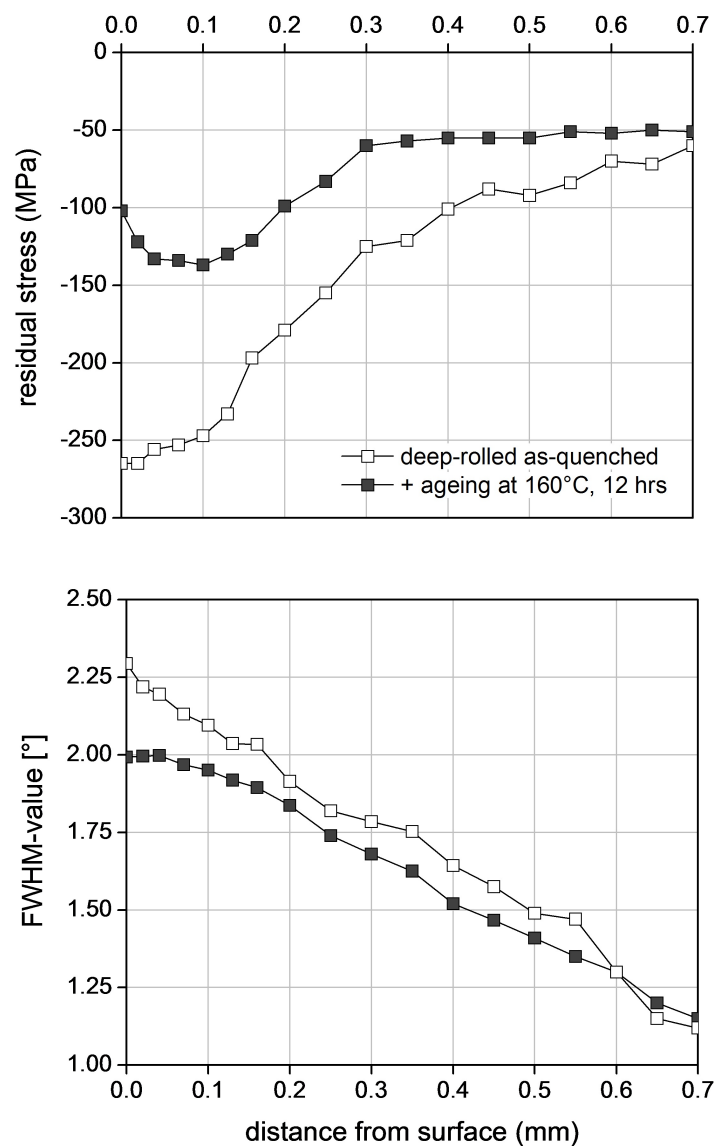 0.0 0.1 0.2 0.3 0.4 0.5 0.6 0.7
0
-50
-100
-150
-200
-250
-300
residual stress (MPa)
deep-rolled as-quenched
+ ageing at 160°C, 12 hrs
2.50
2.25
2.00
1.75
1.50
1.25
1.00
FWHM-value [°]
0.0 0.1 0.2 0.3 0.4 0.5 0.6 0.7
distance from surface (mm)